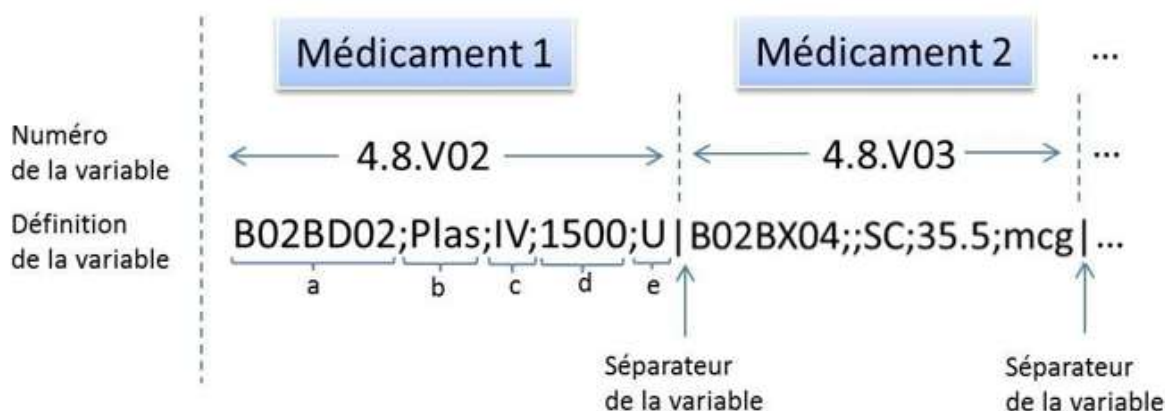 Médicament 1 Médicament 2 ...
Numéro
de la variable
4.8.V02 4.8.V03 ...
Définition
de la variable
B02BD02;Plas;IV;1500;U|B02BX04;;SC;35.5;mcg|...
a b c d e
Séparateur
de la variable
Séparateur
de la variable